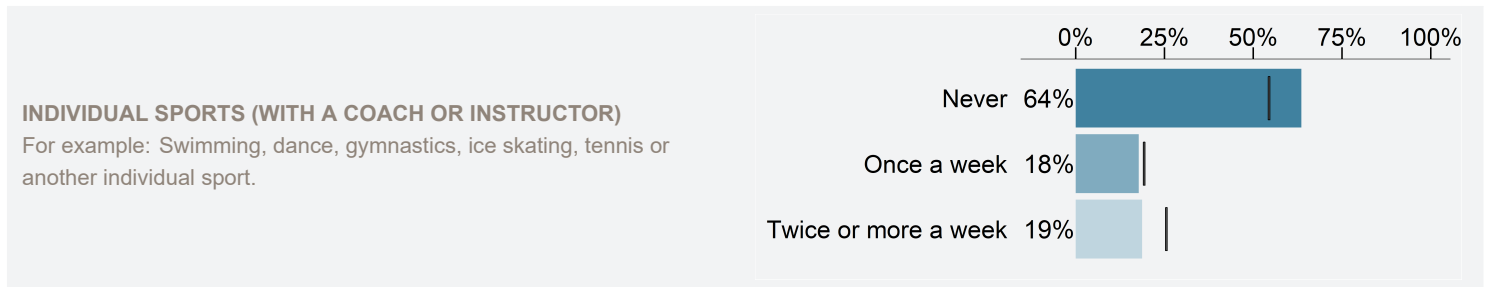 INDIVIDUAL SPORTS (WITH A COACH OR INSTRUCTOR)
For example: Swimming, dance, gymnastics, ice skating, tennis or
another individual sport.
0% 25% 50% 75% 100%
Never 64%
Once a week 18%
Twice or more a week 19%